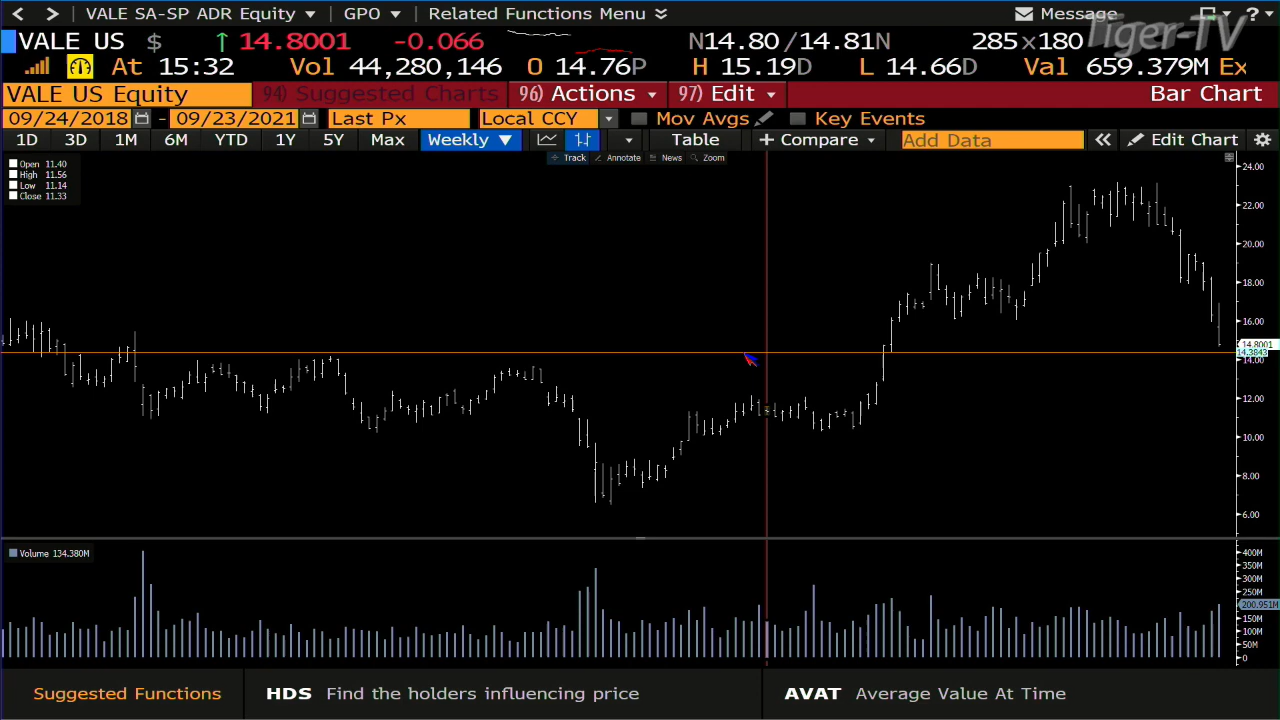 VALE SA-SP ADR Equity GPO Related Functions Menu Message ?
Tiger-TV
VALE US $ 14.8001 -0.066 N14.80 /14.81N 285x180
At 15:32 Vol 44,280,146 O 14.76P H 15.19D L 14.66D Val 659.379M Ex
VALE US Equity 94) Suggested Charts 96) Actions 97) Edit Bar Chart
09/24/2018 - 09/23/2021 Last Px Local CCY Mov Avgs Key Events
1D 3D 1M 6M YTD 1Y 5Y Max Weekly Table + Compare Add Data Edit Chart
Track Annotate News Zoom
Open 11.40
High 11.56
Low 11.14
Close 11.33
24.00
22.00
20.00
18.00
16.00
14.8001
14.3843
14.00
12.00
10.00
8.00
6.00
Volume 134.380M
400M
350M
300M
250M
200.951M
150M
100M
50M
0
Suggested Functions HDS Find the holders influencing price AVAT Average Value At Time